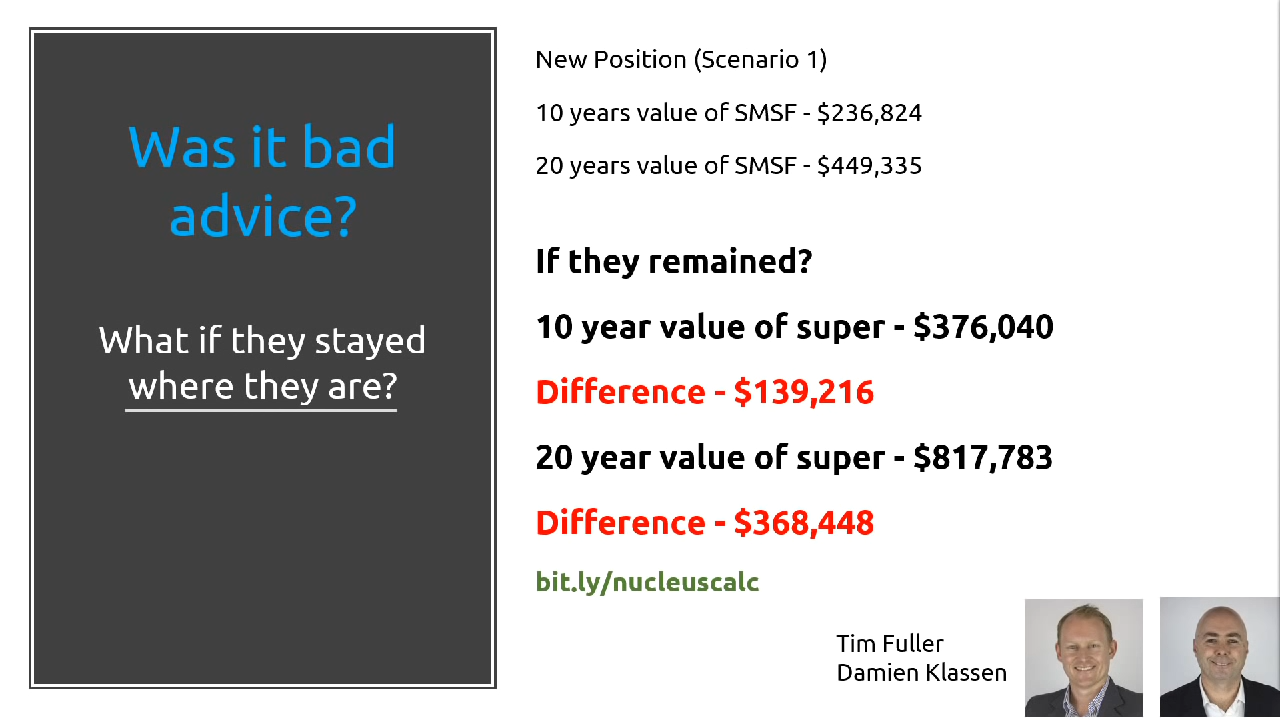 Was it bad
advice?
What if they stayed
where they are?
New Position (Scenario 1)
10 years value of SMSF - $236,824
20 years value of SMSF - $449,335
If they remained?
10 year value of super - $376,040
Difference - $139,216
20 year value of super - $817,783
Difference - $368,448
bit.ly/nucleuscalc
Tim Fuller
Damien Klassen